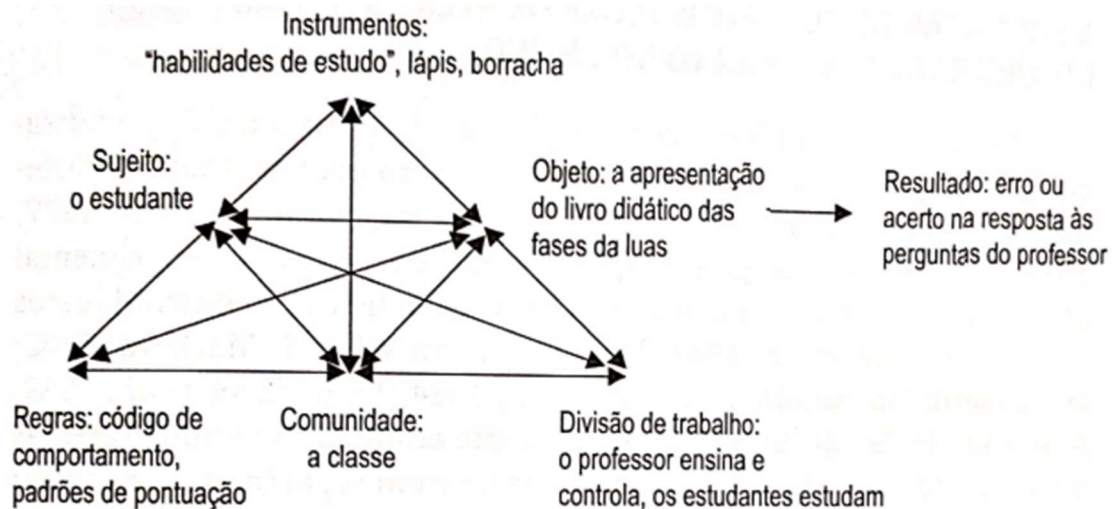 Instrumentos:
"habilidades de estudo", lápis, borracha
Sujeito:
o estudante
Objeto: a apresentação
do livro didático das
fases da luas
Resultado: erro ou
acerto na resposta às
perguntas do professor
Regras: código de
comportamento,
padrões de pontuação
Comunidade:
a classe
Divisão de trabalho:
o professor ensina e
controla, os estudantes estudam